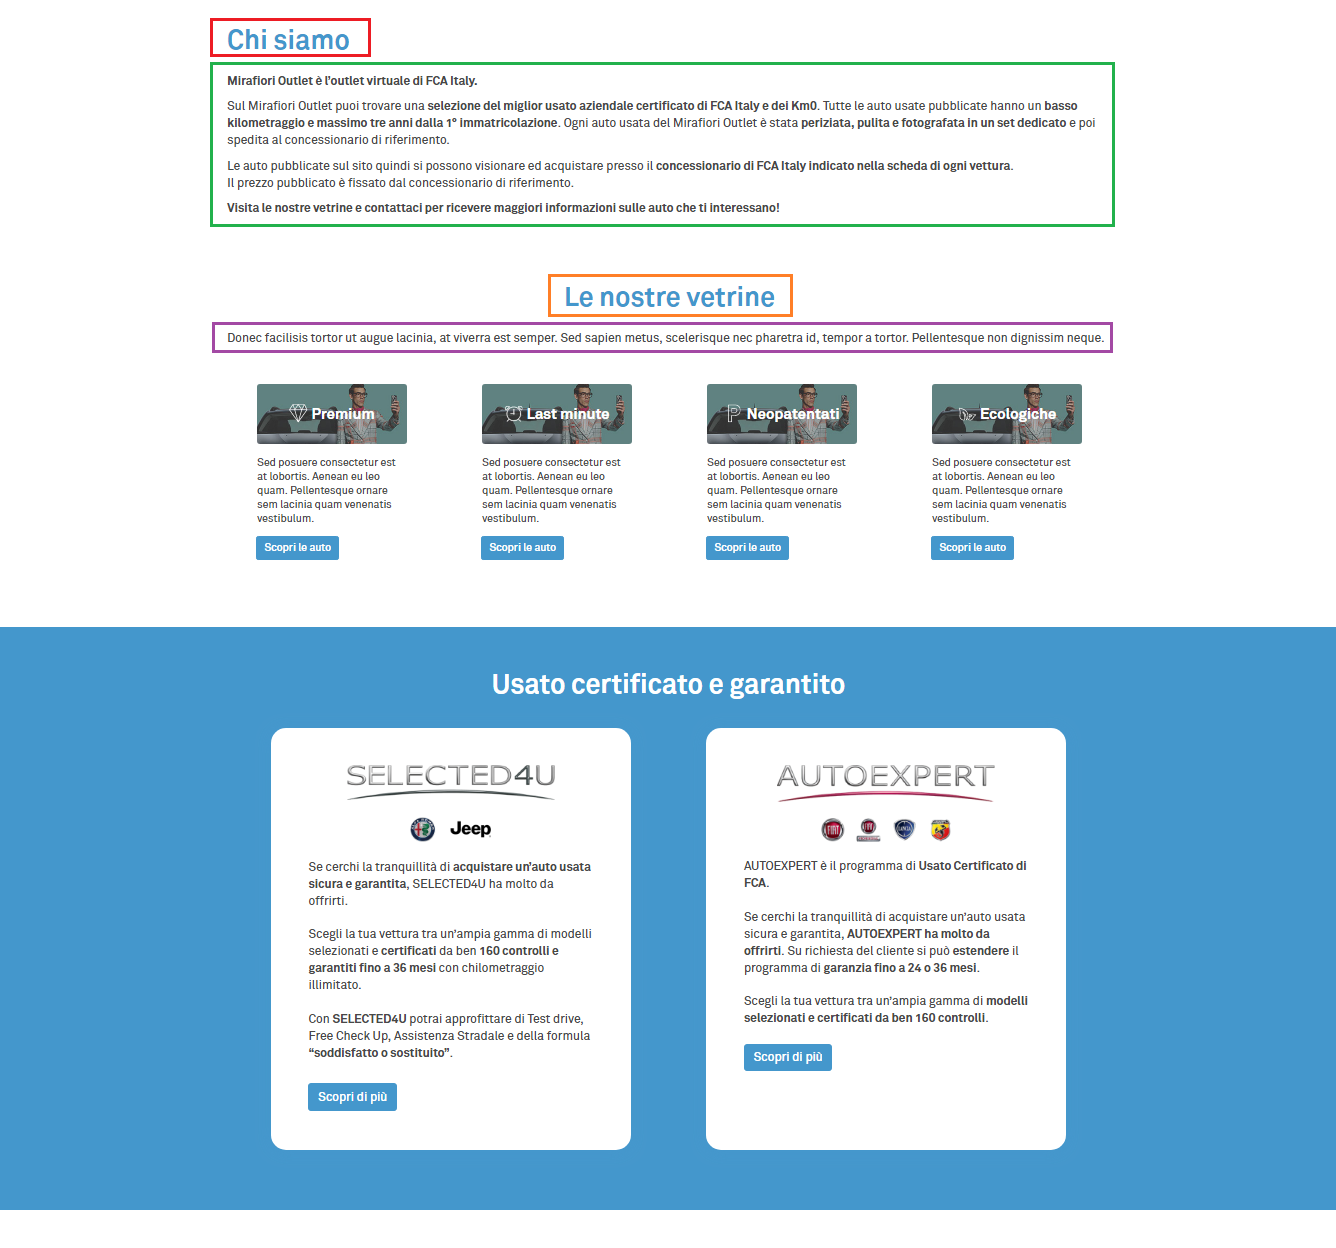 Chi siamo
Mirafiori Outlet è l'outlet virtuale di FCA Italy.
Sul Mirafiori Outlet puoi trovare una selezione del miglior usato aziendale certificato di FCA Italy e dei Km0. Tutte le auto usate pubblicate hanno un basso
kilometraggio e massimo tre anni dalla 1° immatricolazione. Ogni auto usata del Mirafiori Outlet è stata periziata, pulita e fotografata in un set dedicato e poi
spedita al concessionario di riferimento.
Le auto pubblicate sul sito quindi si possono visionare ed acquistare presso il concessionario di FCA Italy indicato nella scheda di ogni vettura.
Il prezzo pubblicato è fissato dal concessionario di riferimento.
Visita le nostre vetrine e contattaci per ricevere maggiori informazioni sulle auto che ti interessano!
Le nostre vetrine
Donec facilisis tortor ut augue lacinia, at viverra est semper. Sed sapien metus, scelerisque nec pharetra id, tempor a tortor. Pellentesque non dignissim neque.
Premium
Sed posuere consectetur est
at lobortis. Aenean eu leo
quam. Pellentesque ornare
sem lacinia quam venenatis
vestibulum.
Scopri le auto
Last minute
Sed posuere consectetur est
at lobortis. Aenean eu leo
quam. Pellentesque ornare
sem lacinia quam venenatis
vestibulum.
Scopri le auto
Neopatentati
Sed posuere consectetur est
at lobortis. Aenean eu leo
quam. Pellentesque ornare
sem lacinia quam venenatis
vestibulum.
Scopri le auto
Ecologiche
Sed posuere consectetur est
at lobortis. Aenean eu leo
quam. Pellentesque ornare
sem lacinia quam venenatis
vestibulum.
Scopri le auto
Usato certificato e garantito
SELECTED4U
Jeep
Se cerchi la tranquillità di acquistare un'auto usata
sicura e garantita, SELECTED4U ha molto da
offrirti.
Scegli la tua vettura tra un'ampia gamma di modelli
selezionati e certificati da ben 160 controlli e
garantiti fino a 36 mesi con chilometraggio
illimitato.
Con SELECTED4U potrai approfittare di Test drive,
Free Check Up, Assistenza Stradale e della formula
“soddisfatto o sostituito”.
Scopri di più
AUTOEXPERT
FIAT
LANCIA
AUTOEXPERT è il programma di Usato Certificato di
FCA.
Se cerchi la tranquillità di acquistare un'auto usata
sicura e garantita, AUTOEXPERT ha molto da
offrirti. Su richiesta del cliente si può estendere il
programma di garanzia fino a 24 o 36 mesi.
Scegli la tua vettura tra un'ampia gamma di modelli
selezionati e certificati da ben 160 controlli.
Scopri di più